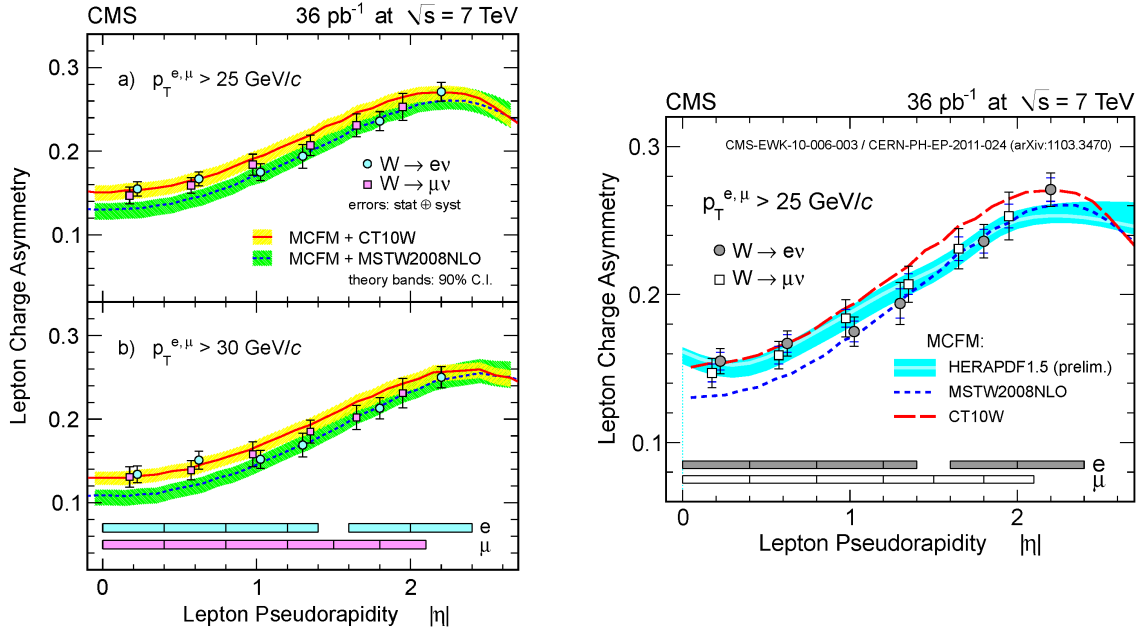 CMS 36 pb⁻¹ at √s = 7 TeV
Lepton Charge Asymmetry
0.3
a) p_T^{e, μ} > 25 GeV/c
W → eν
W → μν
errors: stat ⊕ syst
0.2
0.1
MCFM + CT10W
MCFM + MSTW2008NLO
theory bands: 90% C.I.
0.3
b) p_T^{e, μ} > 30 GeV/c
0.2
0.1
e
μ
0 1 2
Lepton Pseudorapidity |η|
CMS 36 pb⁻¹ at √s = 7 TeV
Lepton Charge Asymmetry
0.3
CMS-EWK-10-006-003 / CERN-PH-EP-2011-024 (arXiv:1103.3470)
p_T^{e, μ} > 25 GeV/c
W → eν
W → μν
0.2
MCFM:
HERAPDF1.5 (prelim.)
MSTW2008NLO
CT10W
0.1
e
μ
0 1 2
Lepton Pseudorapidity |η|